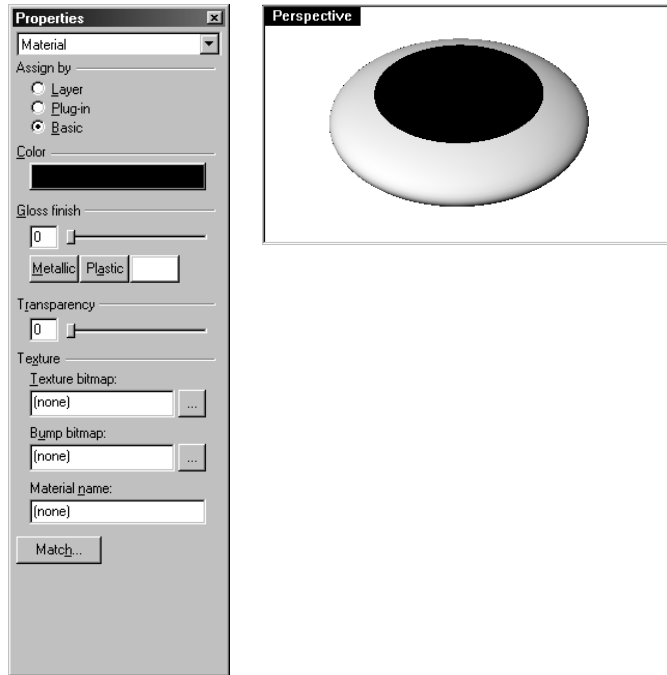 Properties
Material
Assign by
Layer
Plug-in
Basic
Color
Gloss finish
0
Metallic Plastic
Transparency
0
Texture
Texture bitmap:
(none) ...
Bump bitmap:
(none) ...
Material name:
(none)
Match...
Perspective